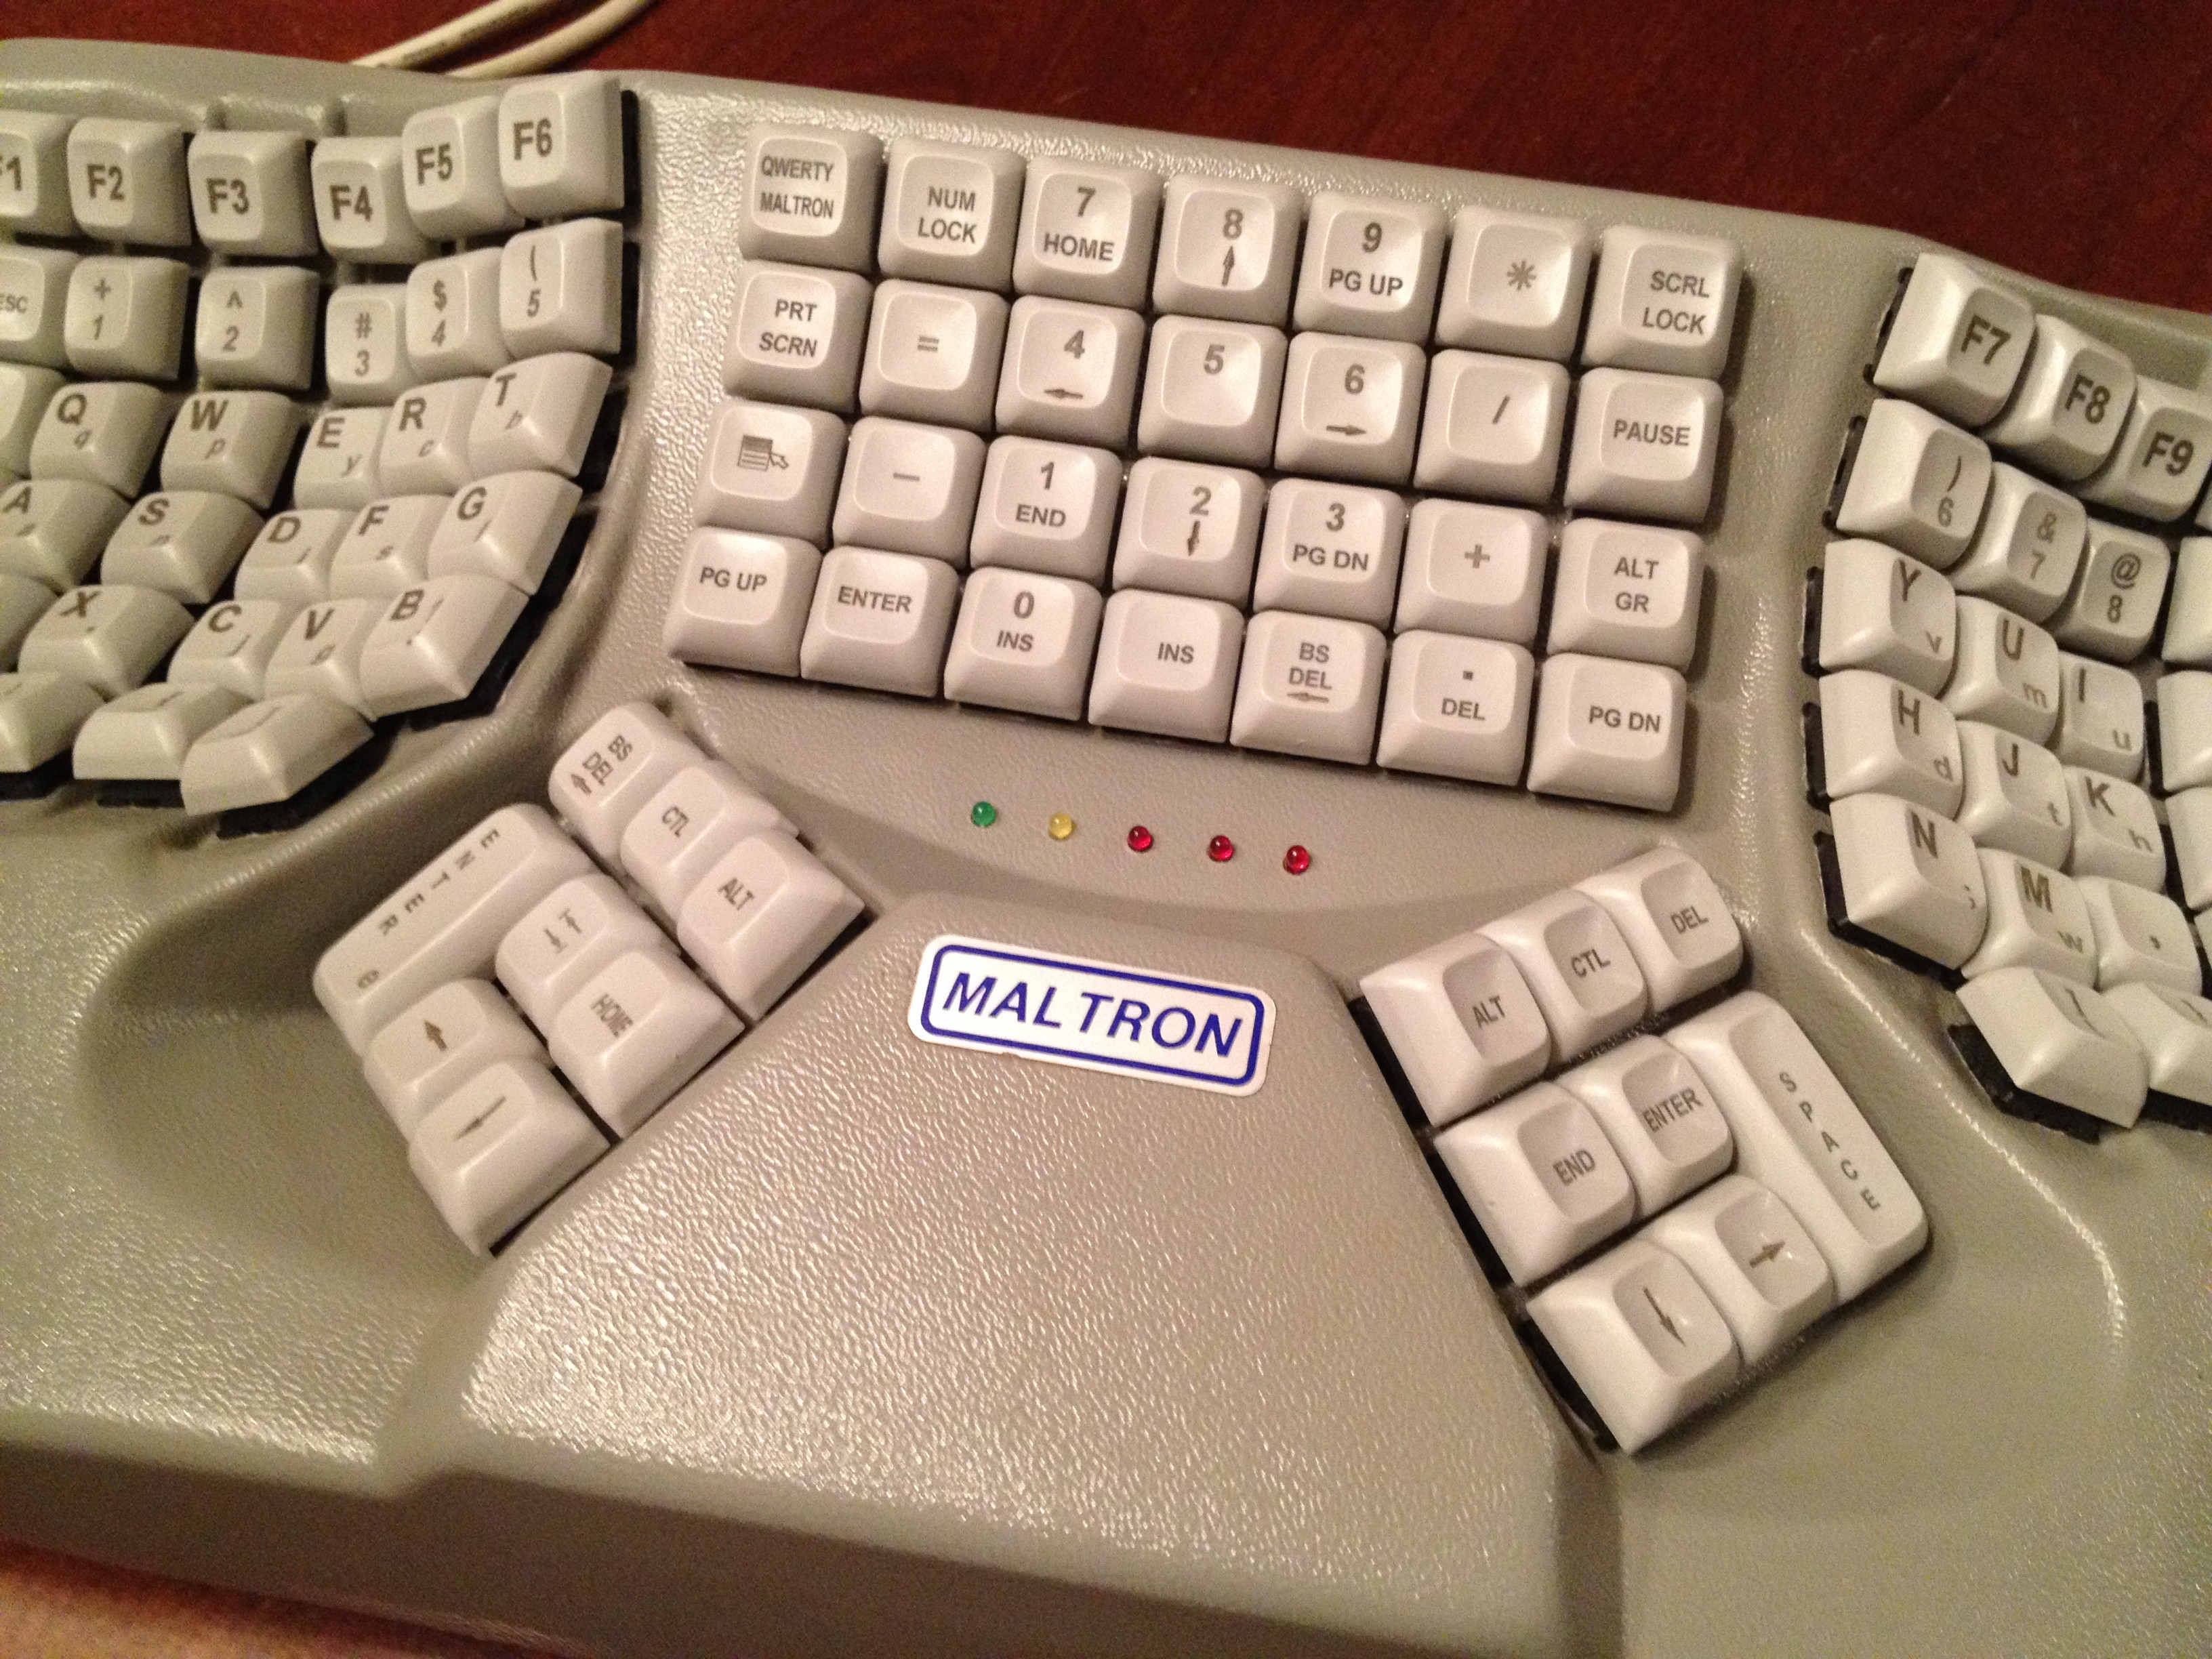 F1 F2 F3 F4 F5 F6
QWERTY
MALTRON
NUM
LOCK
7
HOME
8
↑
9
PG UP
*
SCRL
LOCK
F7 F8 F9
ESC
+
1
^
2
#
3
$
4
(
5
PRT
SCRN
=
4
←
5
6
→
/
PAUSE
)
6
&
7
@
8
Q q
W p
E y
R c
T b
−
1
END
2
↓
3
PG DN
+
ALT
GR
Y v
U m
I u
A
S n
D i
F s
G f
PG UP
ENTER
0
INS
INS
BS
DEL
←
.
DEL
PG DN
H d
J t
K h
X
C j
V g
B
N ;
M w
,
BS
DEL
CTL
ALT
ENTER
e
HOME
↑
←
MALTRON
ALT
CTL
DEL
END
ENTER
SPACE
↓
→